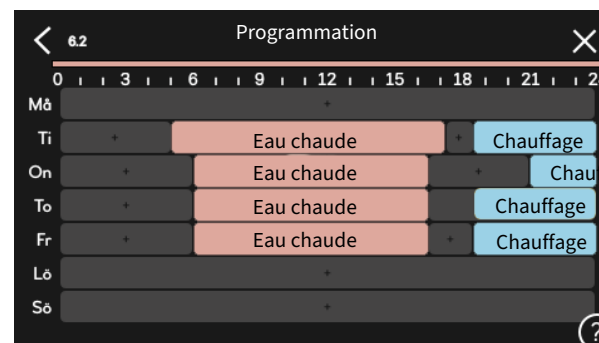 6.2 Programmation
0 3 6 9 12 15 18 21 2
Må
Ti Eau chaude Chauffage
On Eau chaude Chau
To Eau chaude Chauffage
Fr Eau chaude Chauffage
Lö
Sö
?